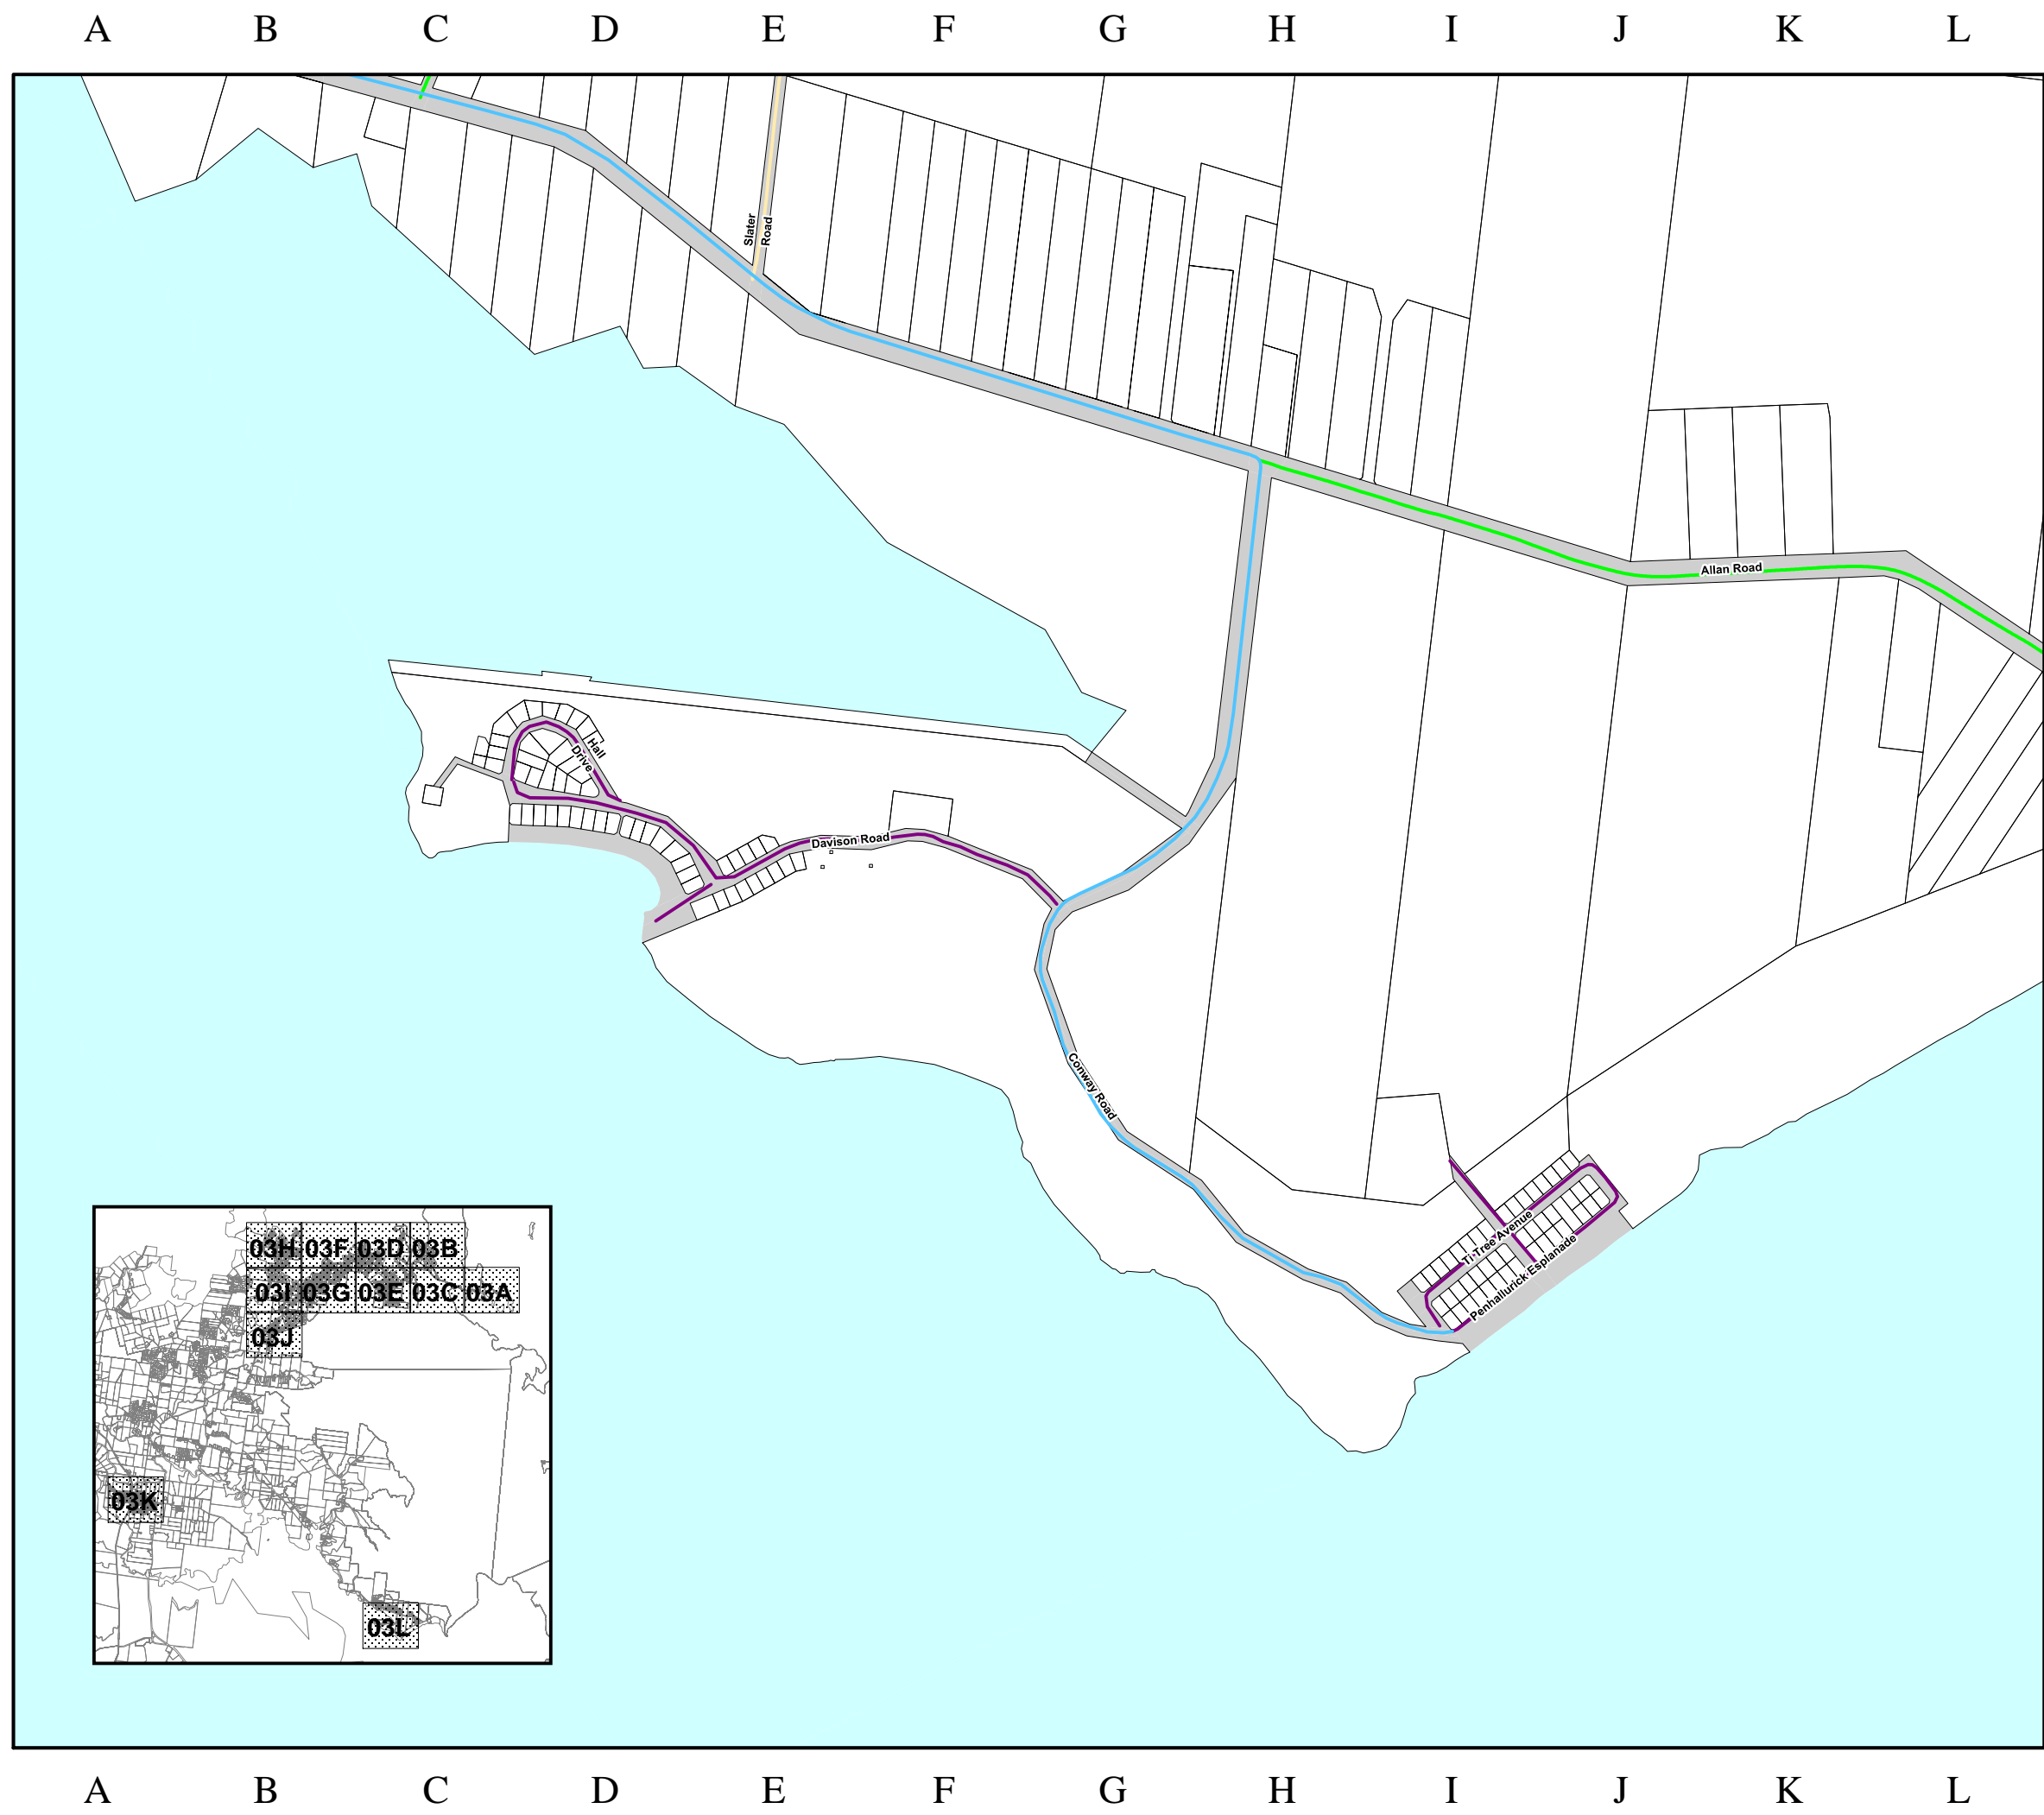 A B C D E F G H I J K L
Slater
Road
Allan Road
Hall
Drive
Davison Road
Conway Road
Ti Tree Avenue
Penhallurick Esplanade
03H 03F 03D 03B
03I 03G 03E 03C 03A
03J
03K
03L
A B C D E F G H I J K L